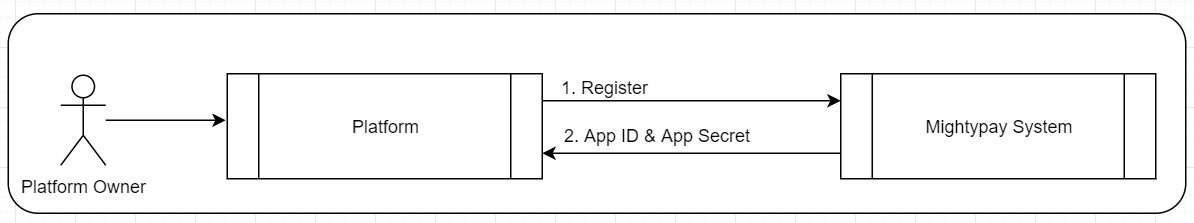 1. Register
Platform
Mightypay System
2. App ID & App Secret
Platform Owner